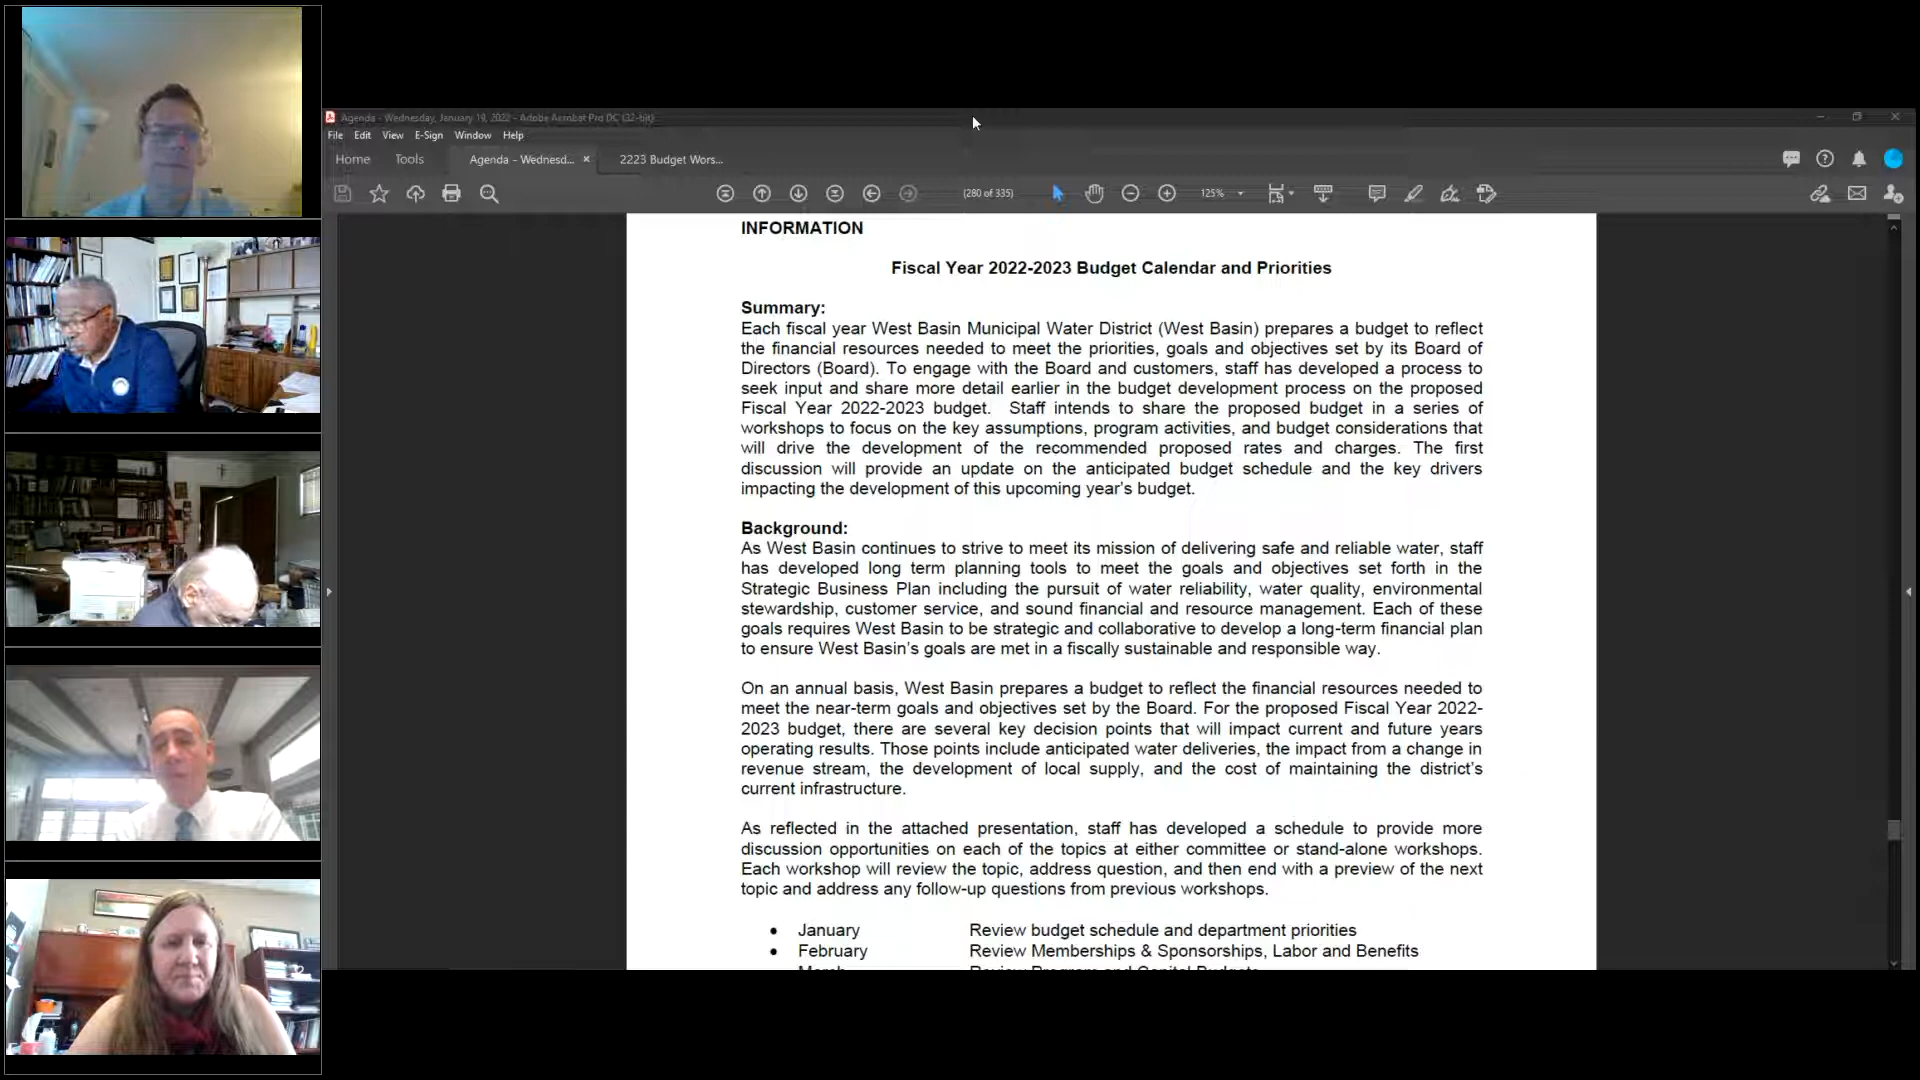 Agenda - Wednesday, January 19, 2022 - Adobe Acrobat Pro DC (32-bit)
File Edit View E-Sign Window Help
Home Tools Agenda - Wednesd... × 2223 Budget Wors...
(280 of 335) 125%
INFORMATION
Fiscal Year 2022-2023 Budget Calendar and Priorities
Summary:
Each fiscal year West Basin Municipal Water District (West Basin) prepares a budget to reflect
the financial resources needed to meet the priorities, goals and objectives set by its Board of
Directors (Board). To engage with the Board and customers, staff has developed a process to
seek input and share more detail earlier in the budget development process on the proposed
Fiscal Year 2022-2023 budget. Staff intends to share the proposed budget in a series of
workshops to focus on the key assumptions, program activities, and budget considerations that
will drive the development of the recommended proposed rates and charges. The first
discussion will provide an update on the anticipated budget schedule and the key drivers
impacting the development of this upcoming year's budget.
Background:
As West Basin continues to strive to meet its mission of delivering safe and reliable water, staff
has developed long term planning tools to meet the goals and objectives set forth in the
Strategic Business Plan including the pursuit of water reliability, water quality, environmental
stewardship, customer service, and sound financial and resource management. Each of these
goals requires West Basin to be strategic and collaborative to develop a long-term financial plan
to ensure West Basin's goals are met in a fiscally sustainable and responsible way.
On an annual basis, West Basin prepares a budget to reflect the financial resources needed to
meet the near-term goals and objectives set by the Board. For the proposed Fiscal Year 2022-
2023 budget, there are several key decision points that will impact current and future years
operating results. Those points include anticipated water deliveries, the impact from a change in
revenue stream, the development of local supply, and the cost of maintaining the district's
current infrastructure.
As reflected in the attached presentation, staff has developed a schedule to provide more
discussion opportunities on each of the topics at either committee or stand-alone workshops.
Each workshop will review the topic, address question, and then end with a preview of the next
topic and address any follow-up questions from previous workshops.
• January Review budget schedule and department priorities
• February Review Memberships & Sponsorships, Labor and Benefits
March Review Program and Capital Budgets